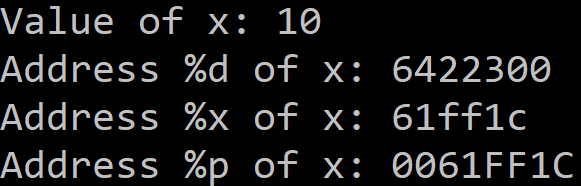 Value of x: 10
Address %d of x: 6422300
Address %x of x: 61ff1c
Address %p of x: 0061FF1C